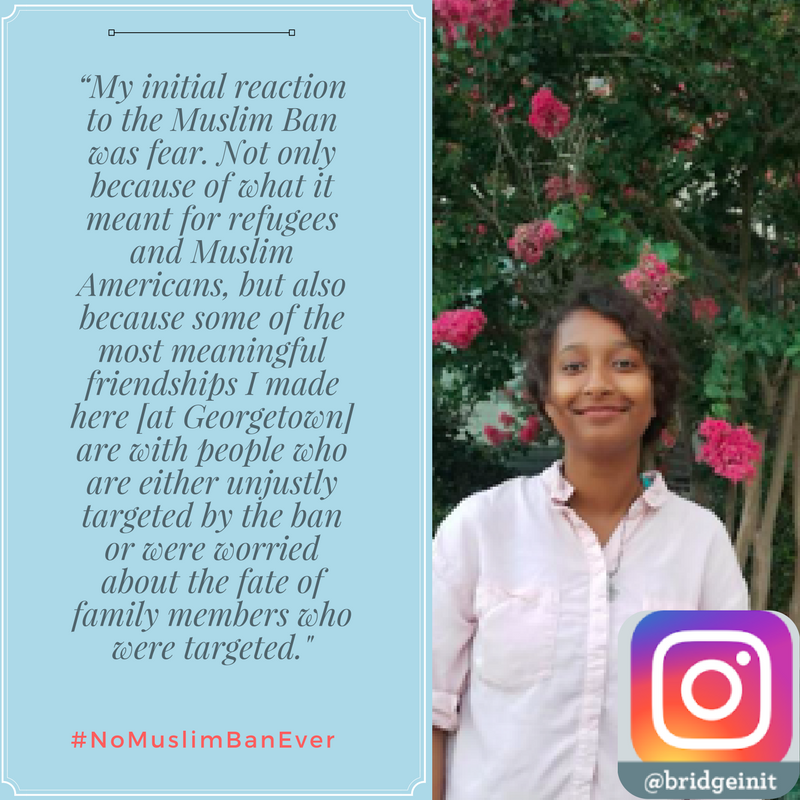 “My initial reaction
to the Muslim Ban
was fear. Not only
because of what it
meant for refugees
and Muslim
Americans, but also
because some of the
most meaningful
friendships I made
here [at Georgetown]
are with people who
are either unjustly
targeted by the ban
or were worried
about the fate of
family members who
were targeted."
#NoMuslimBanEver
@bridgeinit